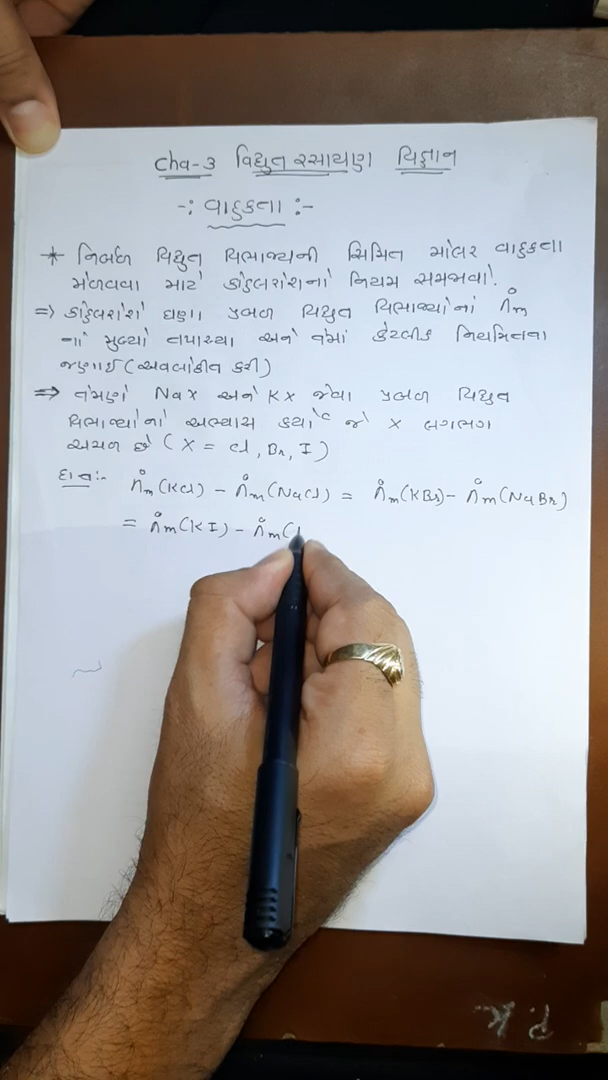 Cha-3 વિદ્યુત રસાયણ વિજ્ઞાન
-: વાહકતા :-
* નિર્બળ વિદ્યુત વિભાજ્યની સિમિત મોલર વાહકતા
મેળવવા માટે કોહલરાશનો નિયમ સમજાવો.
=> કોહલરાશે ઘણા પ્રબળ વિદ્યુત વિભાજ્યોનાં Λ̊m
નાં મુલ્યો તપાસ્યા અને તેમાં કેટલીક નિયમિતતા
જણાઈ (અવલોકીત કરી)
=> તેમણે NaX અને KX જેવા પ્રબળ વિદ્યુત
વિભાજ્યોનો અભ્યાસ કર્યો જે X લગભગ
અચળ છે (X = Cl, Br, I)
દા.ત:- Λ̊m(KCl) - Λ̊m(NaCl) = Λ̊m(KBr) - Λ̊m(NaBr)
= Λ̊m(KI) - Λ̊m(
P.K.